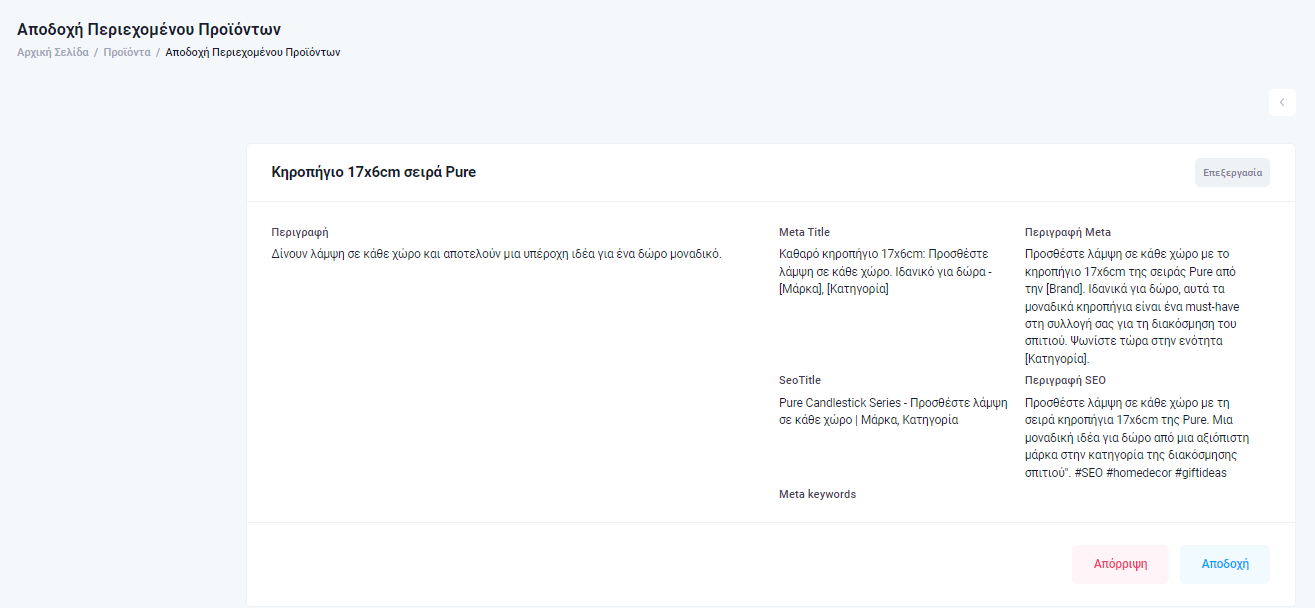 Αποδοχή Περιεχομένου Προϊόντων
Αρχική Σελίδα / Προϊόντα / Αποδοχή Περιεχομένου Προϊόντων
Κηροπήγιο 17x6cm σειρά Pure
Επεξεργασία
Περιγραφή
Δίνουν λάμψη σε κάθε χώρο και αποτελούν μια υπέροχη ιδέα για ένα δώρο μοναδικό.
Meta Title
Καθαρό κηροπήγιο 17x6cm: Προσθέστε
λάμψη σε κάθε χώρο. Ιδανικό για δώρα -
[Μάρκα], [Κατηγορία]
Περιγραφή Meta
Προσθέστε λάμψη σε κάθε χώρο με το
κηροπήγιο 17x6cm της σειράς Pure από
την [Brand]. Ιδανικά για δώρο, αυτά τα
μοναδικά κηροπήγια είναι ένα must-have
στη συλλογή σας για τη διακόσμηση του
σπιτιού. Ψωνίστε τώρα στην ενότητα
[Κατηγορία].
SeoTitle
Pure Candlestick Series - Προσθέστε λάμψη
σε κάθε χώρο | Μάρκα, Κατηγορία
Περιγραφή SEO
Προσθέστε λάμψη σε κάθε χώρο με τη
σειρά κηροπήγια 17x6cm της Pure. Μια
μοναδική ιδέα για δώρο από μια αξιόπιστη
μάρκα στην κατηγορία της διακόσμησης
σπιτιού". #SEO #homedecor #giftideas
Meta keywords
Απόρριψη
Αποδοχή